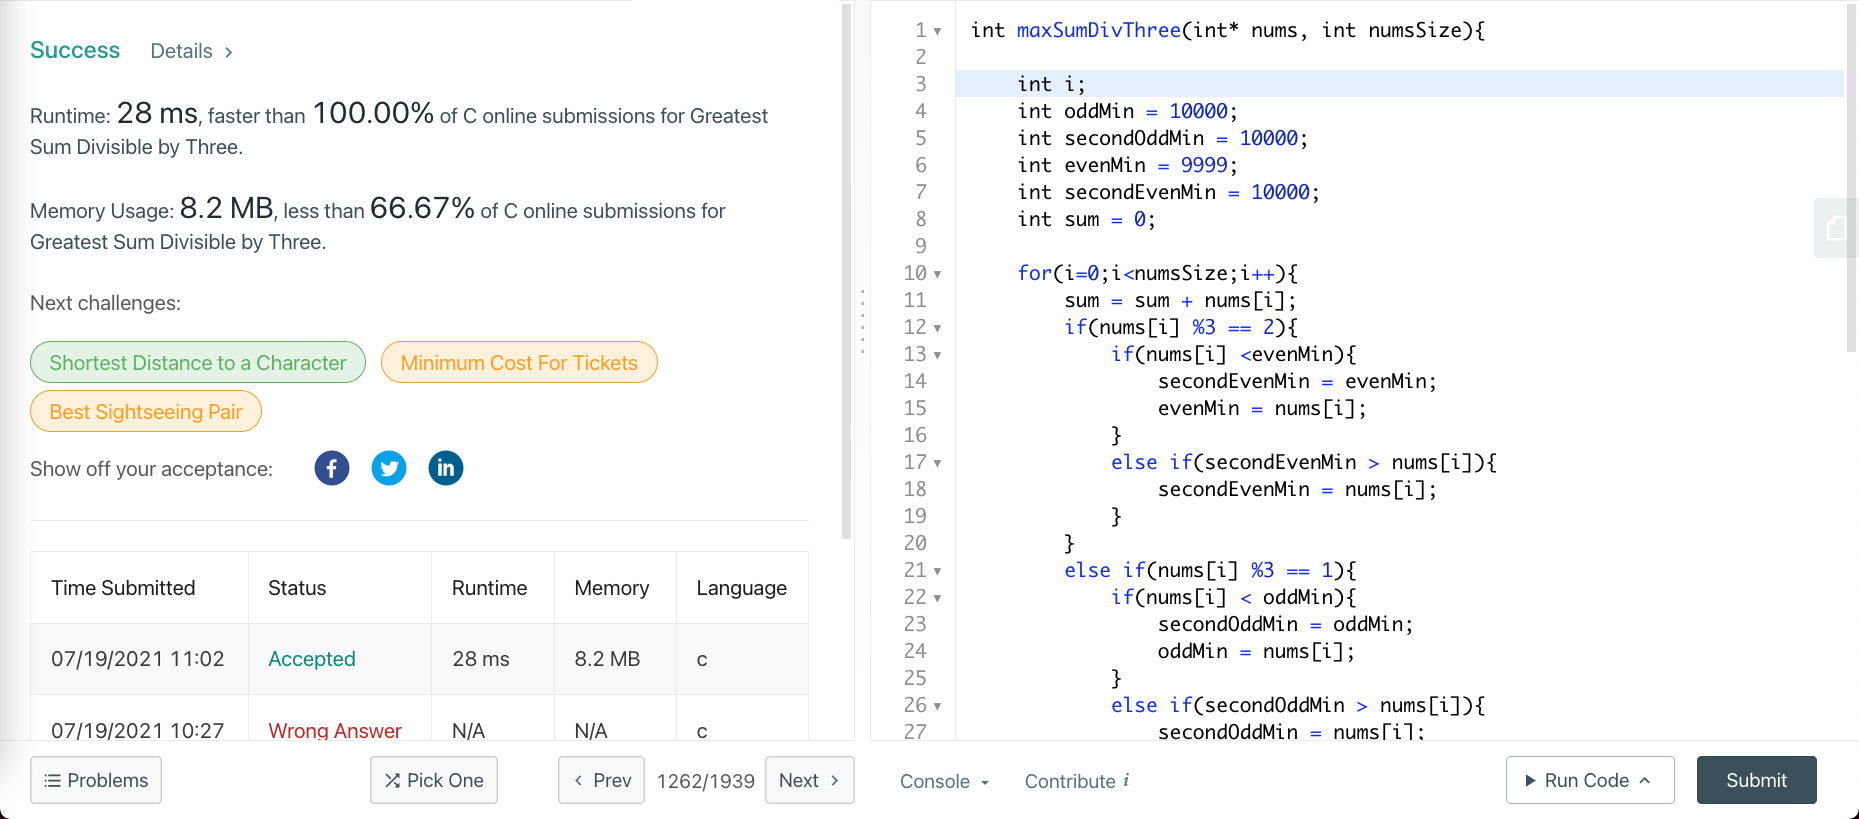 Success Details >
Runtime: 28 ms, faster than 100.00% of C online submissions for Greatest
Sum Divisible by Three.
Memory Usage: 8.2 MB, less than 66.67% of C online submissions for
Greatest Sum Divisible by Three.
Next challenges:
Shortest Distance to a Character
Minimum Cost For Tickets
Best Sightseeing Pair
Show off your acceptance:
Time Submitted Status Runtime Memory Language
07/19/2021 11:02 Accepted 28 ms 8.2 MB c
07/19/2021 10:27 Wrong Answer N/A N/A c
Problems Pick One < Prev 1262/1939 Next >
1 int maxSumDivThree(int* nums, int numsSize){
2
3     int i;
4     int oddMin = 10000;
5     int secondOddMin = 10000;
6     int evenMin = 9999;
7     int secondEvenMin = 10000;
8     int sum = 0;
9
10     for(i=0;i<numsSize;i++){
11         sum = sum + nums[i];
12         if(nums[i] %3 == 2){
13             if(nums[i] <evenMin){
14                 secondEvenMin = evenMin;
15                 evenMin = nums[i];
16             }
17             else if(secondEvenMin > nums[i]){
18                 secondEvenMin = nums[i];
19             }
20         }
21         else if(nums[i] %3 == 1){
22             if(nums[i] < oddMin){
23                 secondOddMin = oddMin;
24                 oddMin = nums[i];
25             }
26             else if(secondOddMin > nums[i]){
27                 secondOddMin = nums[i];
Console Contribute i Run Code Submit